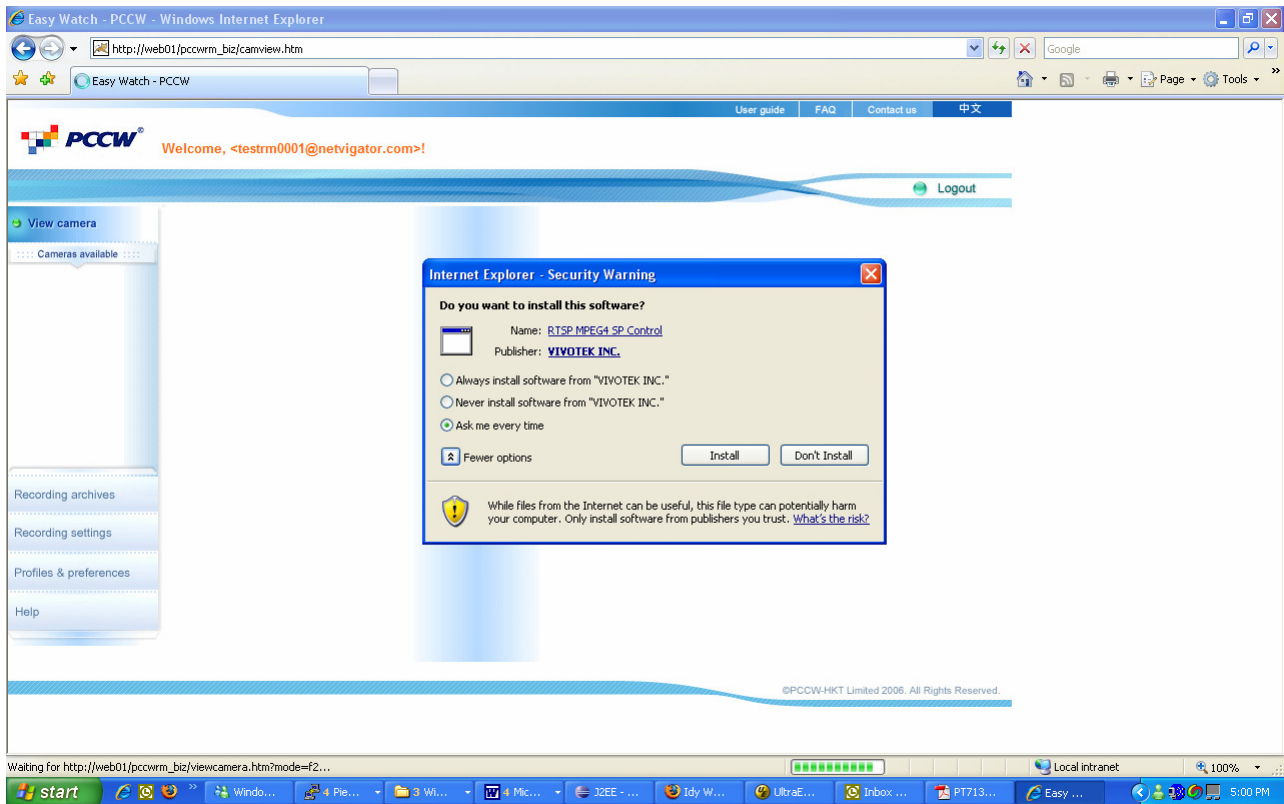 Easy Watch - PCCW - Windows Internet Explorer
http://web01/pccwrm_biz/camview.htm
Google
Easy Watch - PCCW
Page
Tools
»
User guide
FAQ
Contact us
中文
PCCW®
Welcome, <testrm0001@netvigator.com>!
Logout
View camera
:::: Cameras available ::::
Recording archives
Recording settings
Profiles & preferences
Help
Internet Explorer - Security Warning
Do you want to install this software?
Name: RTSP MPEG4 SP Control
Publisher: VIVOTEK INC.
Always install software from "VIVOTEK INC."
Never install software from "VIVOTEK INC."
Ask me every time
Fewer options
Install
Don't Install
While files from the Internet can be useful, this file type can potentially harm
your computer. Only install software from publishers you trust. What's the risk?
©PCCW-HKT Limited 2006. All Rights Reserved.
Waiting for http://web01/pccwrm_biz/viewcamera.htm?mode=f2...
Local intranet
100%
start
»
Windo...
4 Pie...
3 Wi...
4 Mic...
J2EE - ...
Idy W...
UltraE...
Inbox ...
PT713...
Easy ...
5:00 PM